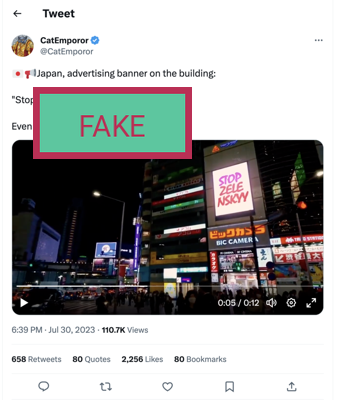 Tweet
CatEmporor
@CatEmporor
Japan, advertising banner on the building:
"Stop
Even
FAKE
STOP
ZELE
NSKYY
ビックカメラ
BIC CAMERA
0:05 / 0:12
6:39 PM · Jul 30, 2023 · 110.7K Views
658 Retweets 80 Quotes 2,256 Likes 80 Bookmarks